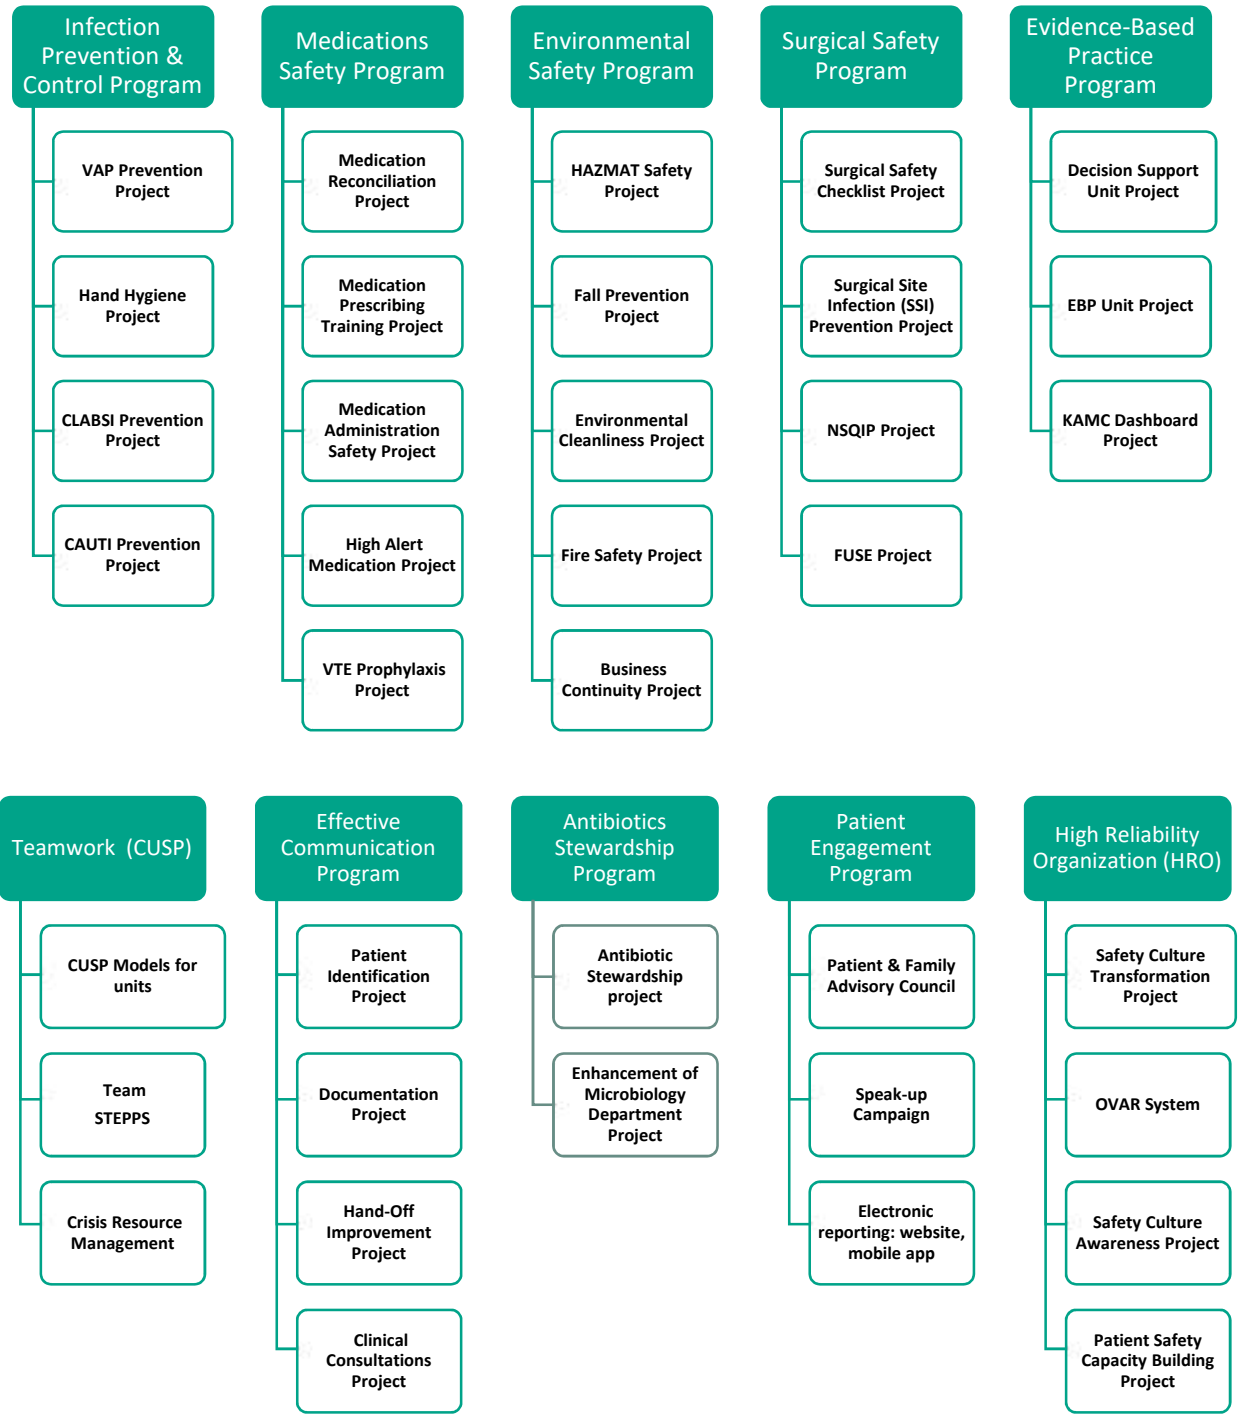 Infection
Prevention &
Control Program
VAP Prevention
Project
Hand Hygiene
Project
CLABSI Prevention
Project
CAUTI Prevention
Project
Medications
Safety Program
Medication
Reconciliation
Project
Medication
Prescribing
Training Project
Medication
Administration
Safety Project
High Alert
Medication Project
VTE Prophylaxis
Project
Environmental
Safety Program
HAZMAT Safety
Project
Fall Prevention
Project
Environmental
Cleanliness Project
Fire Safety Project
Business
Continuity Project
Surgical Safety
Program
Surgical Safety
Checklist Project
Surgical Site
Infection (SSI)
Prevention Project
NSQIP Project
FUSE Project
Evidence-Based
Practice
Program
Decision Support
Unit Project
EBP Unit Project
KAMC Dashboard
Project
Teamwork (CUSP)
CUSP Models for
units
Team
STEPPS
Crisis Resource
Management
Effective
Communication
Program
Patient
Identification
Project
Documentation
Project
Hand-Off
Improvement
Project
Clinical
Consultations
Project
Antibiotics
Stewardship
Program
Antibiotic
Stewardship
project
Enhancement of
Microbiology
Department
Project
Patient
Engagement
Program
Patient & Family
Advisory Council
Speak-up
Campaign
Electronic
reporting: website,
mobile app
High Reliability
Organization (HRO)
Safety Culture
Transformation
Project
OVAR System
Safety Culture
Awareness Project
Patient Safety
Capacity Building
Project